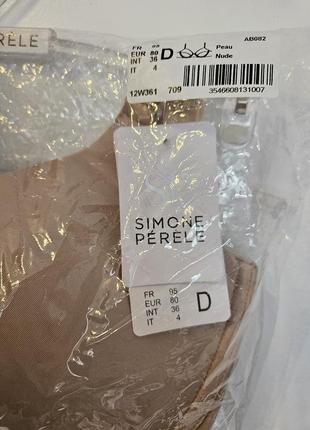 PÉRÈLE
FR 95
EUR 80
INT 36
IT 4
D
AB082
Peau
Nude
12W361 709
3546608131007
SIMONE
PÉRÈLE
FR 95
EUR 80
INT 36
IT 4
D